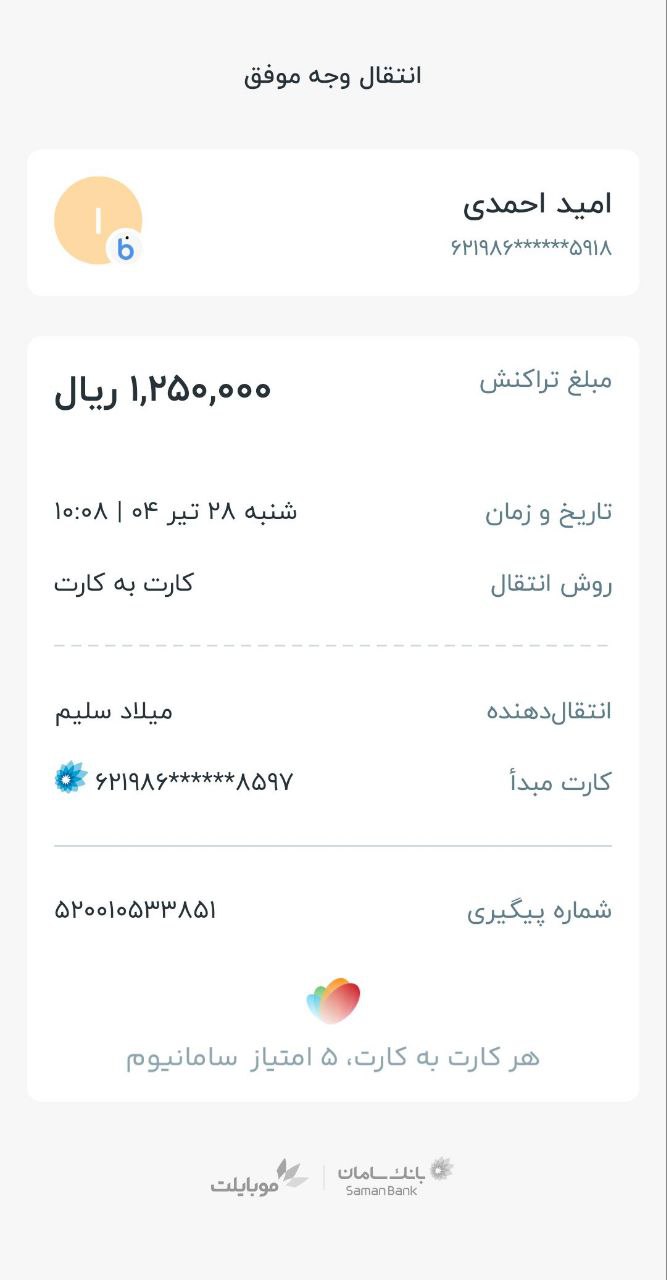 انتقال وجه موفق
امید احمدی
۶۲۱۹۸۶******۵۹۱۸
ا
مبلغ تراکنش ۱,۲۵۰,۰۰۰ ریال
تاریخ و زمان شنبه ۲۸ تیر ۰۴ | ۱۰:۰۸
روش انتقال کارت به کارت
انتقال‌دهنده میلاد سلیم
کارت مبدأ ۶۲۱۹۸۶******۸۵۹۷
شماره پیگیری ۵۲۰۰۱۰۵۳۳۸۵۱
هر کارت به کارت، ۵ امتیاز سامانیوم
بانک سامان | موبایلت
SamanBank